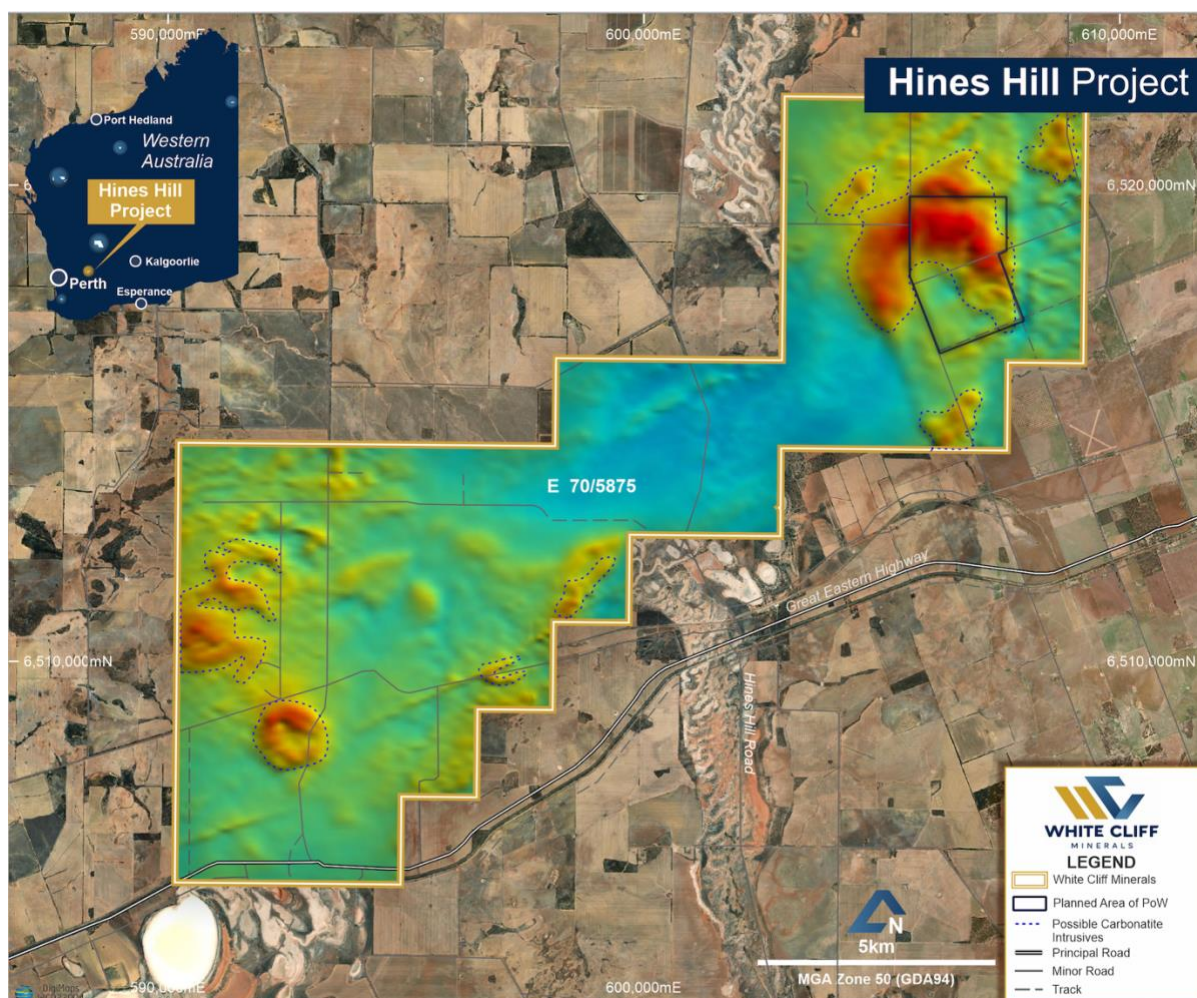 590,000mE
600,000mE
610,000mE
Hines Hill Project
Port Hedland
Western
Australia
Hines Hill
Project
Kalgoorlie
Perth
Esperance
6,520,000mN
E 70/5875
Great Eastern Highway
6,510,000mN
6,510,000mN
Hines Hill Road
WHITE CLIFF
MINERALS
LEGEND
White Cliff Minerals
Planned Area of PoW
Possible Carbonatite
Intrusives
Principal Road
Minor Road
Track
N
5km
MGA Zone 50 (GDA94)
DigiMaps
590,000mE
600,000mE